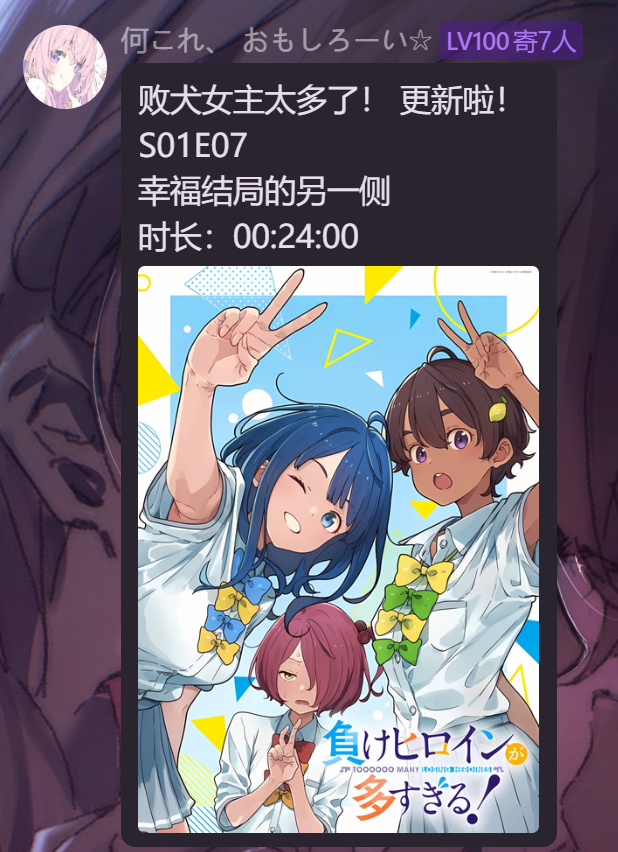 何これ、 おもしろーい☆ LV100 寄7人
败犬女主太多了！ 更新啦！
S01E07
幸福结局的另一侧
时长：00:24:00
負けヒロインが
TOOOOOO MANY LOSING HEROINES
多すぎる！